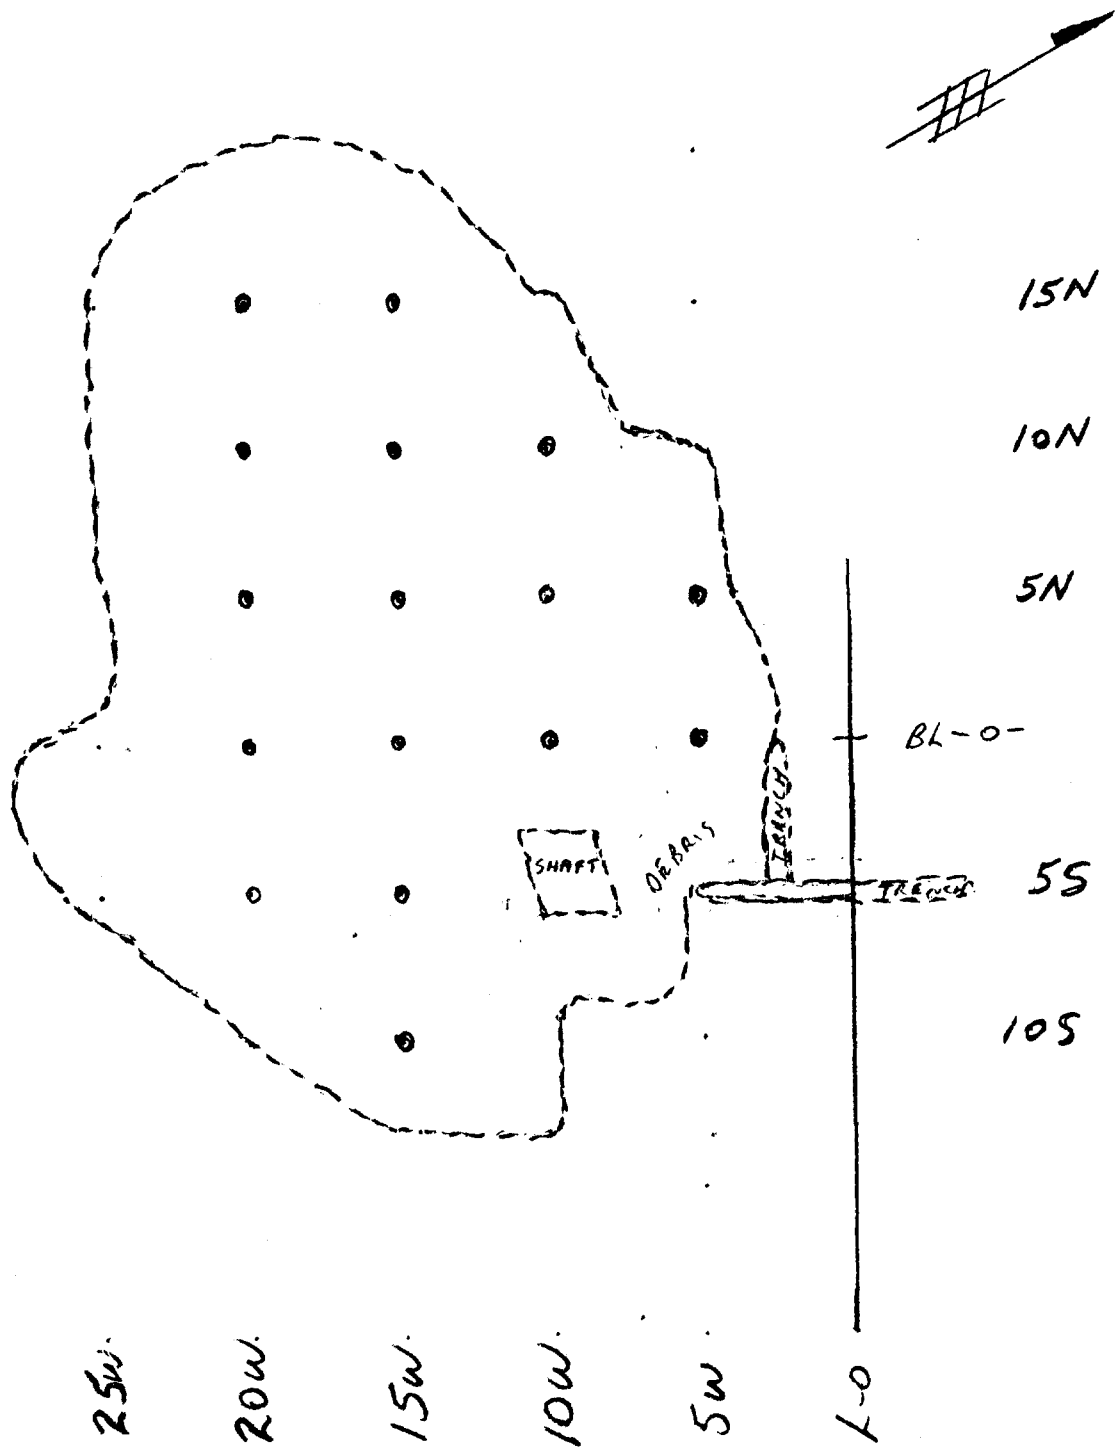 15N
10N
5N
BL-0-
TRENCH
DEBRIS
SHAFT
TRENCH
5S
10S
25W.
20W.
15W.
10W.
5W
L-0